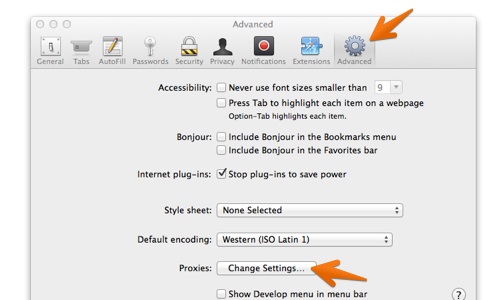 Advanced
General Tabs AutoFill Passwords Security Privacy Notifications Extensions Advanced
Accessibility: Never use font sizes smaller than 9
Press Tab to highlight each item on a webpage
Option-Tab highlights each item.
Bonjour: Include Bonjour in the Bookmarks menu
Include Bonjour in the Favorites bar
Internet plug-ins: Stop plug-ins to save power
Style sheet: None Selected
Default encoding: Western (ISO Latin 1)
Proxies: Change Settings...
Show Develop menu in menu bar ?